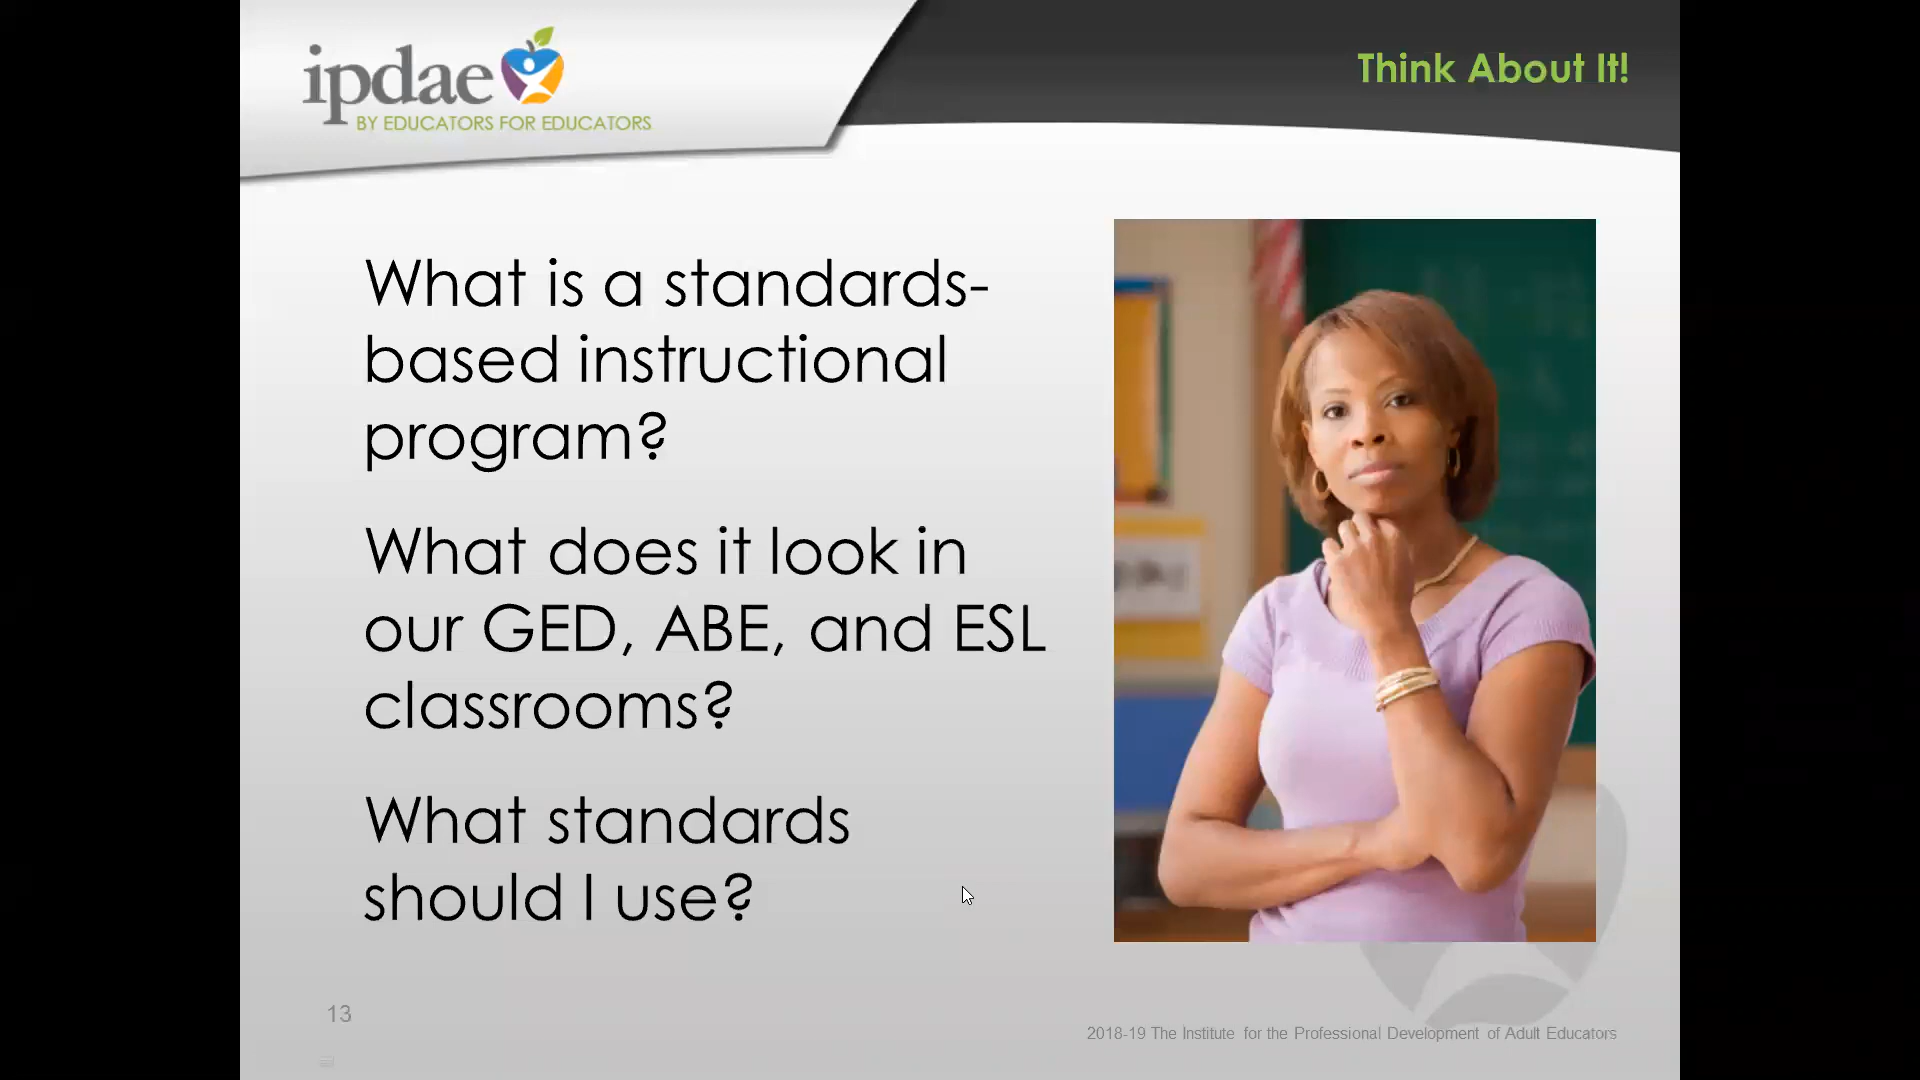 ipdae
BY EDUCATORS FOR EDUCATORS
Think About It!
What is a standards-
based instructional
program?
What does it look in
our GED, ABE, and ESL
classrooms?
What standards
should I use?
13
2018-19 The Institute for the Professional Development of Adult Educators